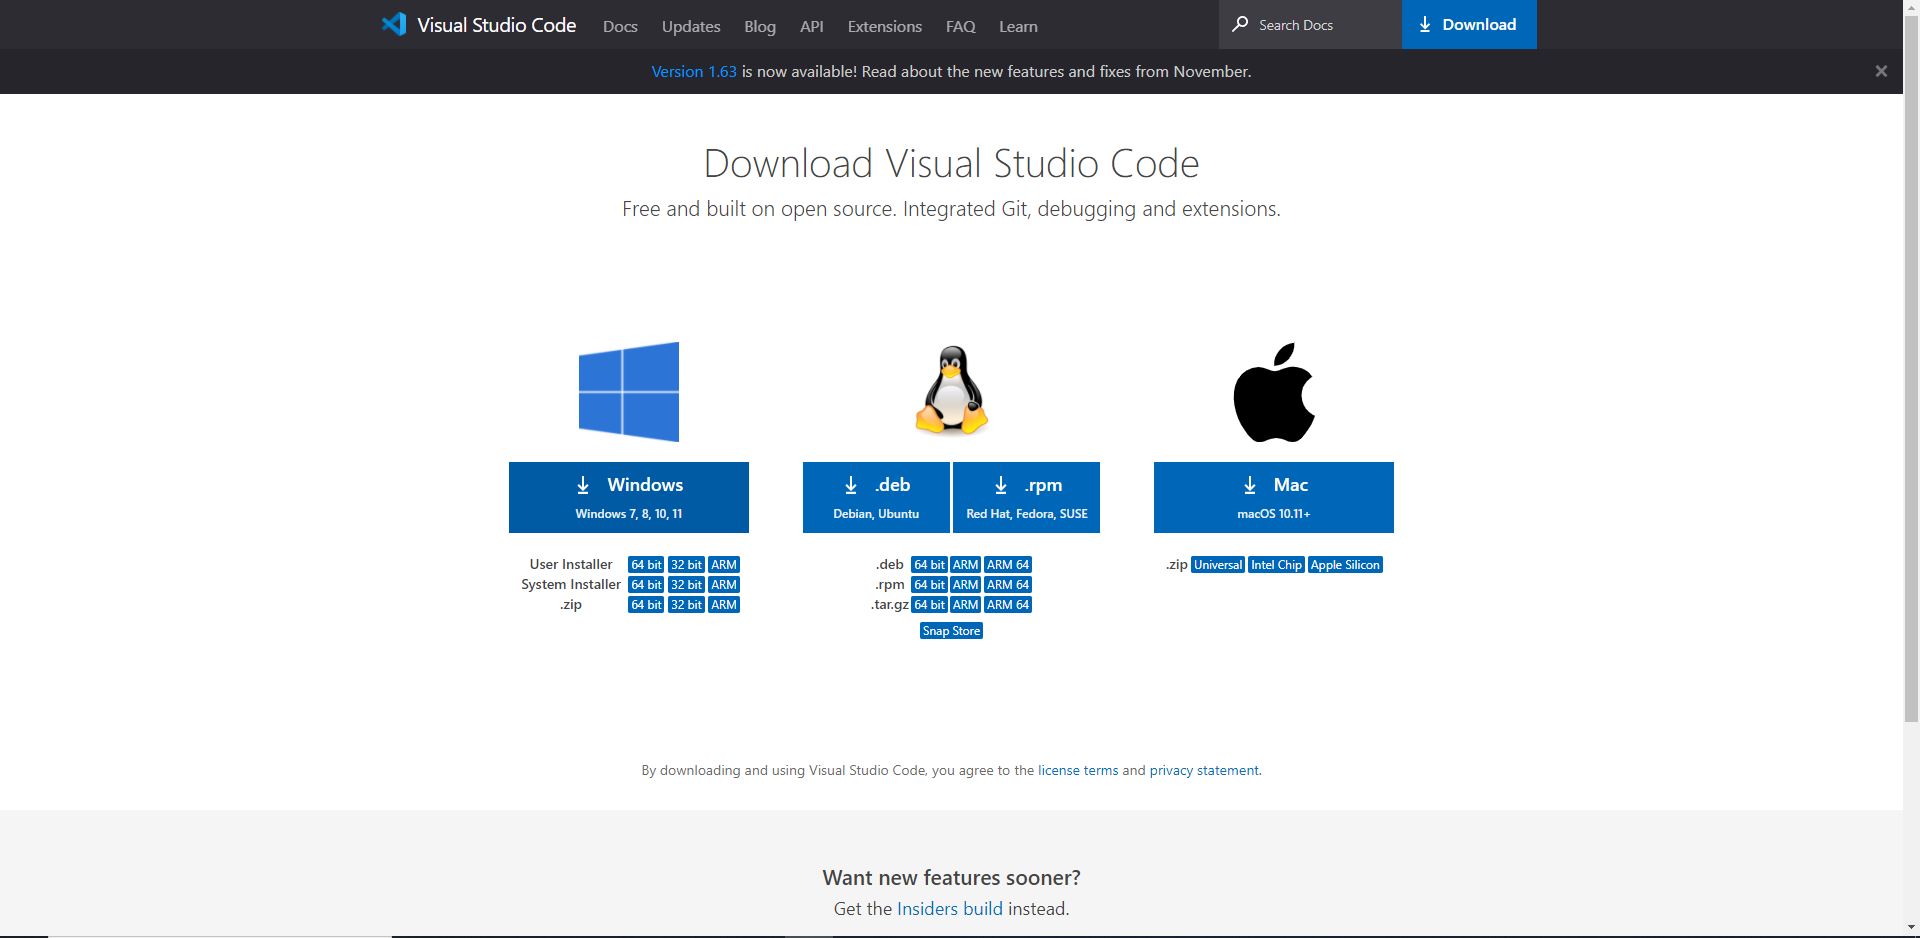 Visual Studio Code Docs Updates Blog API Extensions FAQ Learn Search Docs Download
Version 1.63 is now available! Read about the new features and fixes from November.
Download Visual Studio Code
Free and built on open source. Integrated Git, debugging and extensions.
Windows
Windows 7, 8, 10, 11
User Installer 64 bit 32 bit ARM
System Installer 64 bit 32 bit ARM
.zip 64 bit 32 bit ARM
.deb
Debian, Ubuntu
.rpm
Red Hat, Fedora, SUSE
.deb 64 bit ARM ARM 64
.rpm 64 bit ARM ARM 64
.tar.gz 64 bit ARM ARM 64
Snap Store
Mac
macOS 10.11+
.zip Universal Intel Chip Apple Silicon
By downloading and using Visual Studio Code, you agree to the license terms and privacy statement.
Want new features sooner?
Get the Insiders build instead.